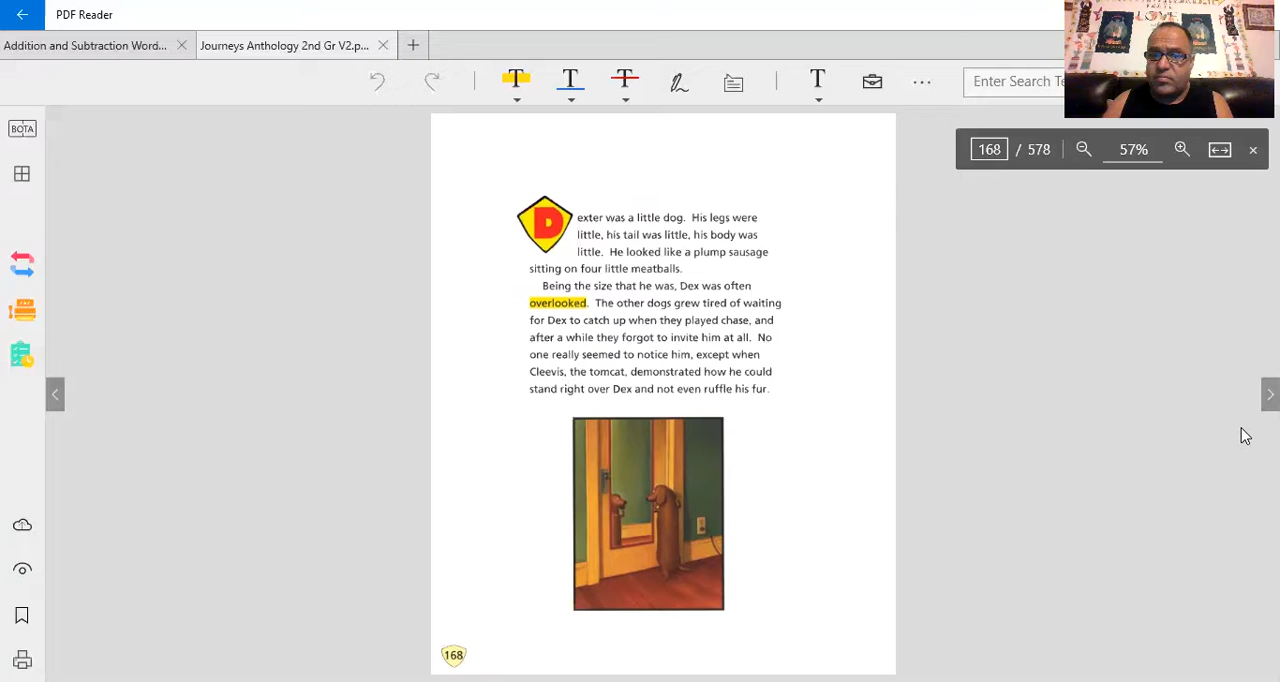 PDF Reader
Addition and Subtraction Word...
Journeys Anthology 2nd Gr V2.p...
T T T T
Enter Search Te
BOTA
168 / 578
57%
LOVE
D
exter was a little dog. His legs were
little, his tail was little, his body was
little. He looked like a plump sausage
sitting on four little meatballs.
Being the size that he was, Dex was often
overlooked. The other dogs grew tired of waiting
for Dex to catch up when they played chase, and
after a while they forgot to invite him at all. No
one really seemed to notice him, except when
Cleevis, the tomcat, demonstrated how he could
stand right over Dex and not even ruffle his fur.
168